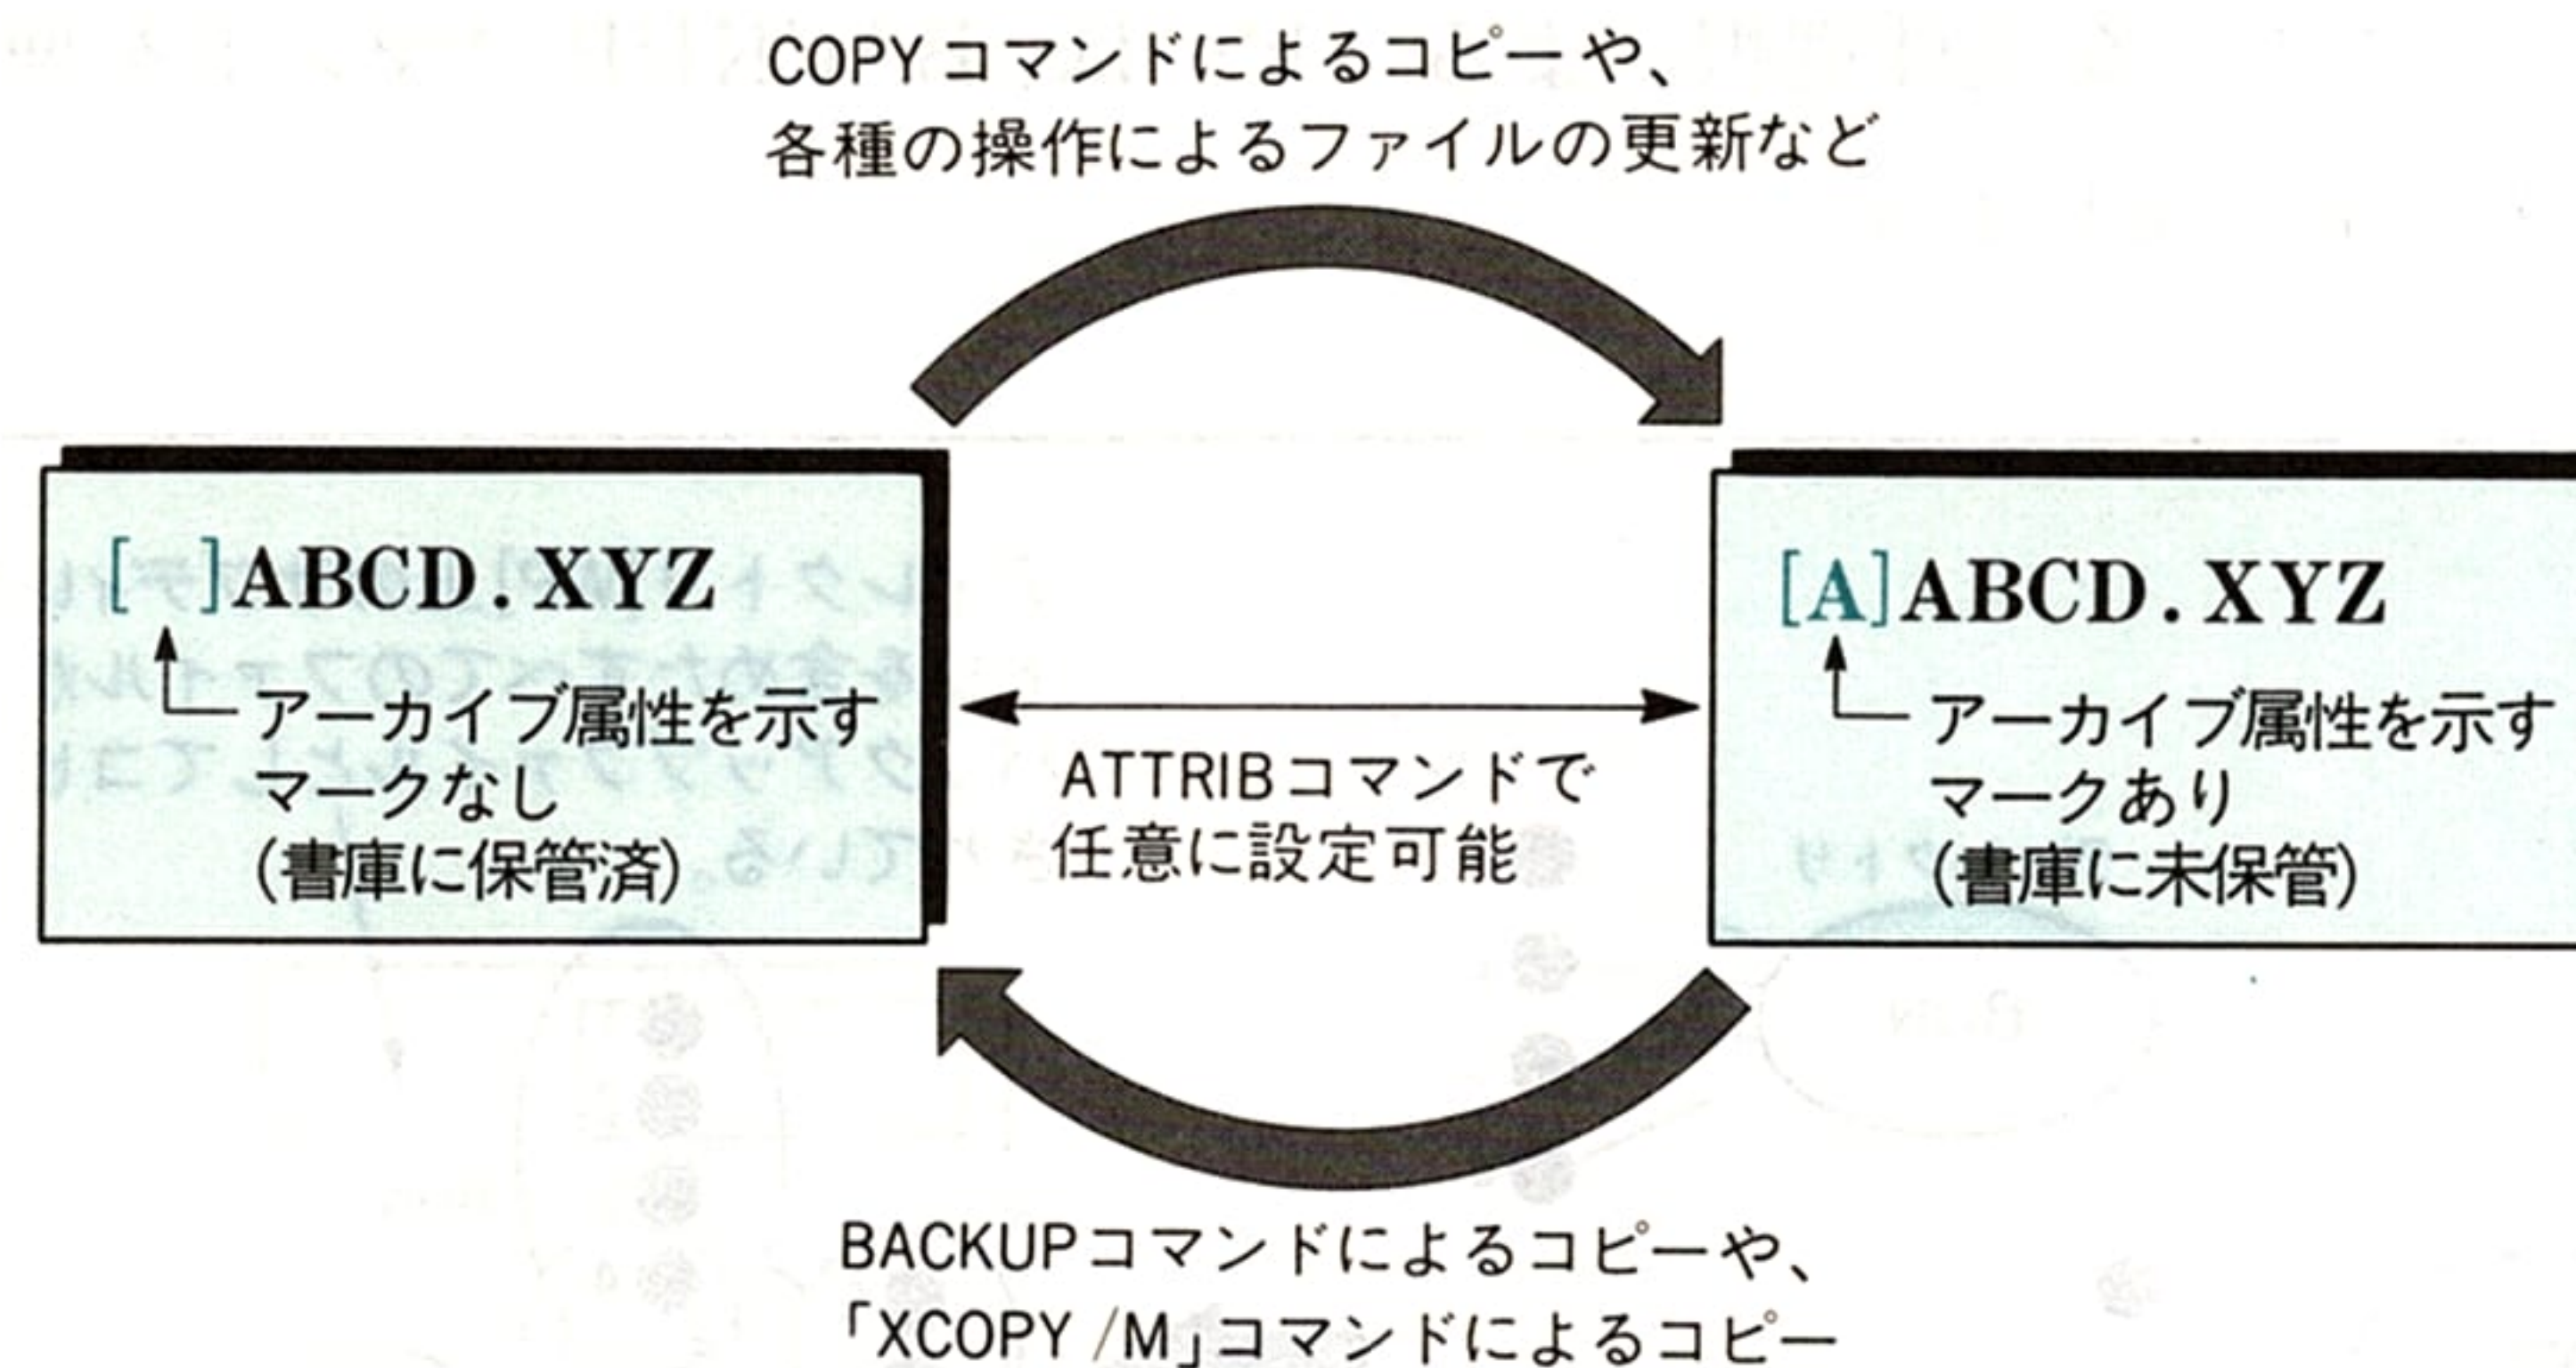 COPYコマンドによるコピーや、
各種の操作によるファイルの更新など
[ ]ABCD.XYZ
アーカイブ属性を示す
マークなし
(書庫に保管済)
ATTRIBコマンドで
任意に設定可能
[A]ABCD.XYZ
アーカイブ属性を示す
マークあり
(書庫に未保管)
BACKUPコマンドによるコピーや、
「XCOPY /M」コマンドによるコピー